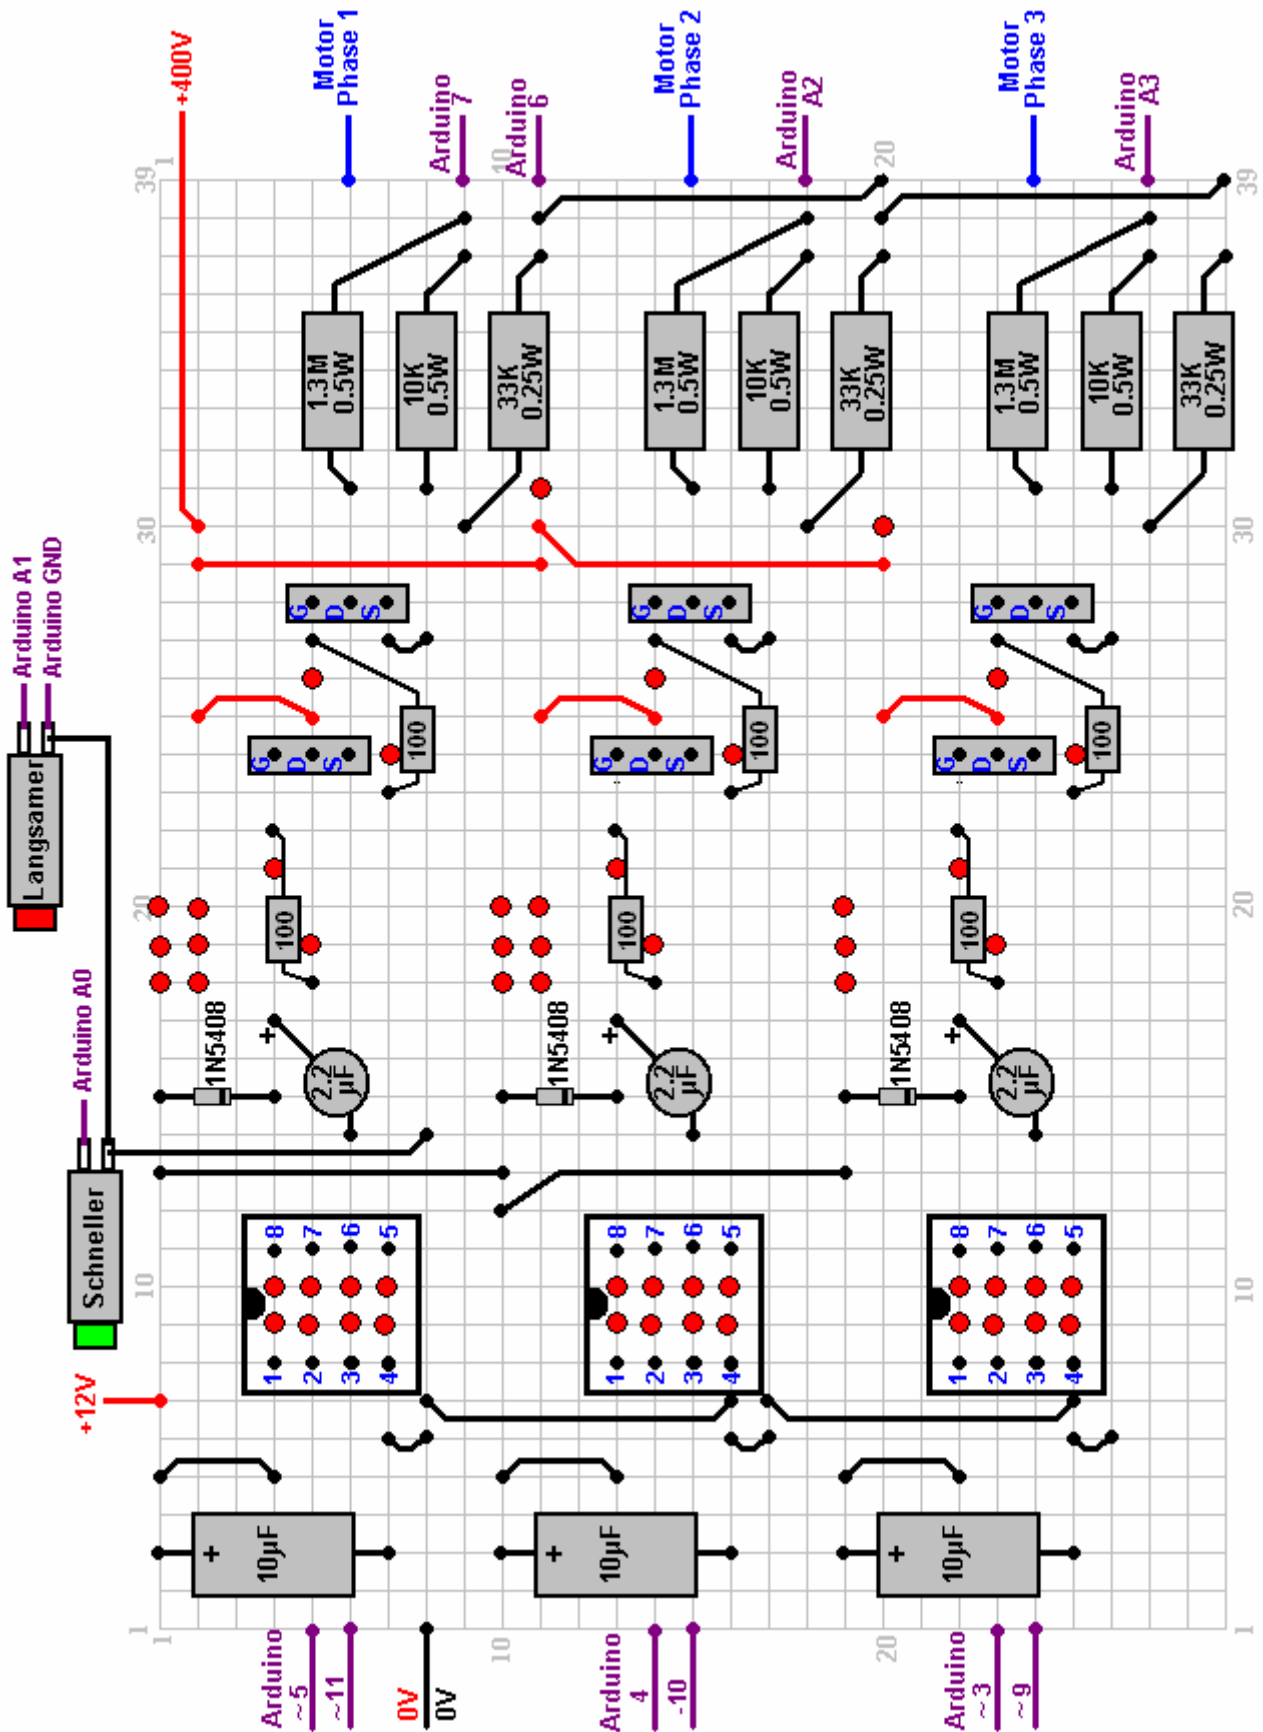 Arduino A1
Langsamer
Arduino GND
+12V
Schneller
Arduino A0
+400V
1
10
20
30
39
1
1
Arduino
~5
~11
+
10µF
1
2
3
4
8
7
6
5
1N5408
+
2.2
µF
100
G
D
S
100
G
D
S
1.3M
0.5W
10K
0.5W
33K
0.25W
Motor
Phase 1
Arduino
7
Arduino
6
0V
0V
10
10
Arduino
4
-10
+
10µF
1
2
3
4
8
7
6
5
1N5408
+
2.2
µF
100
G
D
S
100
G
D
S
1.3M
0.5W
10K
0.5W
33K
0.25W
Motor
Phase 2
Arduino
A2
20
20
Arduino
~3
~9
+
10µF
1
2
3
4
8
7
6
5
1N5408
+
2.2
µF
100
G
D
S
100
G
D
S
1.3M
0.5W
10K
0.5W
33K
0.25W
Motor
Phase 3
Arduino
A3
1
10
20
30
39